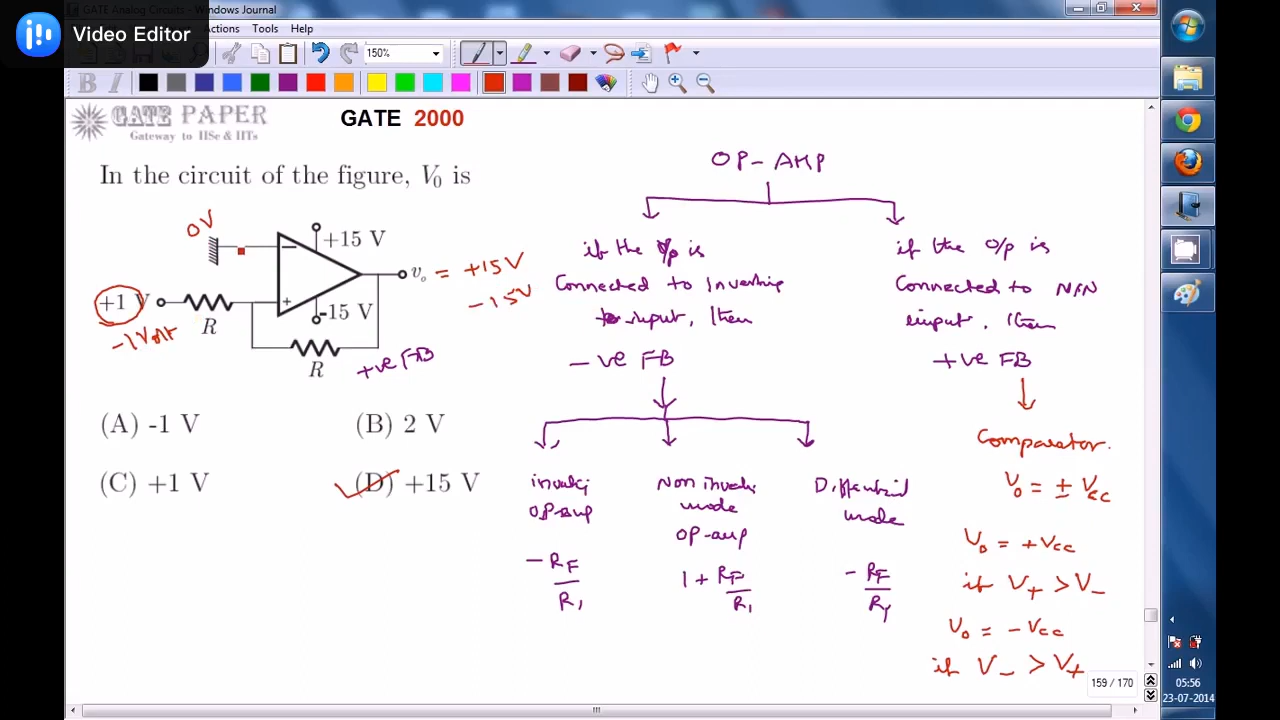 GATE Analog Circuits - Windows Journal
Video Editor
Actions Tools Help
150%
B I
GATE PAPER
Gateway to IISc & IITs
GATE 2000
In the circuit of the figure, V0 is
0V
+15 V
−
+
-15 V
vo = +15V
-15V
+1 V
-1 Volt
R
R
+ve FB
(A) -1 V
(B) 2 V
(C) +1 V
(D) +15 V
OP-AMP
if the o/p is
Connected to Inverting
input, then
- ve FB
if the o/p is
Connected to N/N
input, then
+ve FB
inverting
op-amp
-RF
R1
Non inverting
mode
op-amp
1 + RF
R1
Differential
mode
- RF
R1
Comparator.
V0 = ± Vcc
V0 = +Vcc
if V+ > V-
V0 = -Vcc
if V- > V+
159 / 170
05:56
23-07-2014